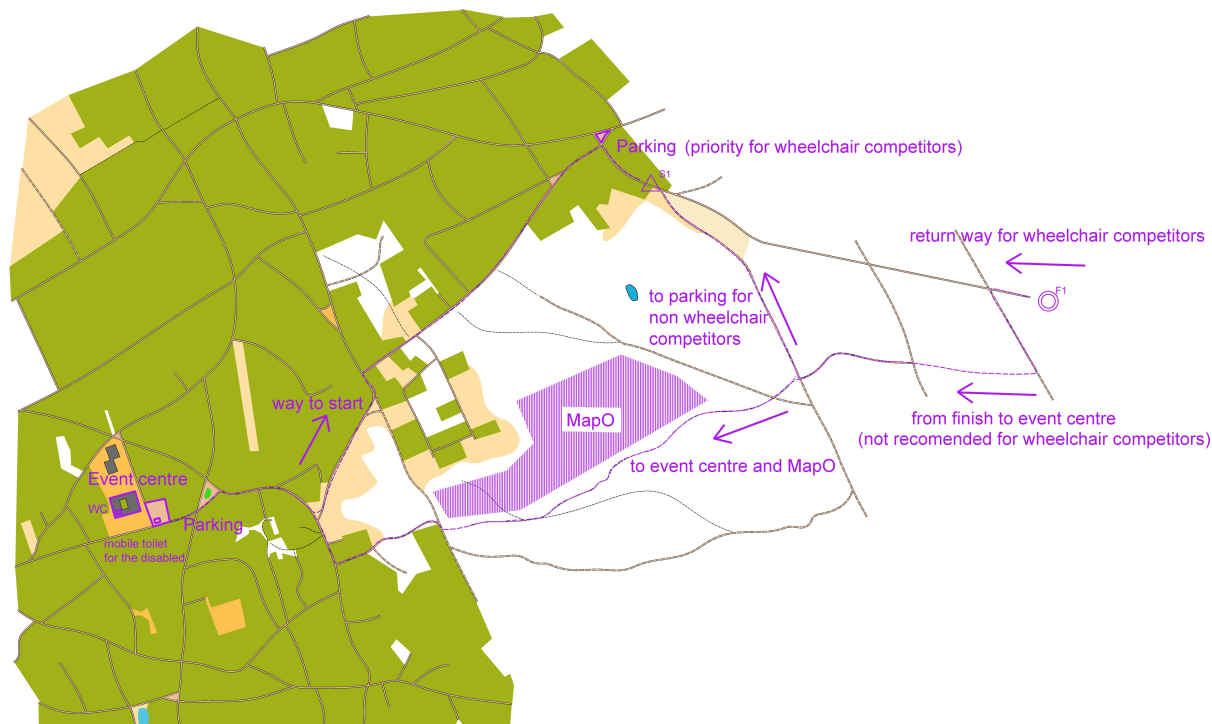 Parking (priority for wheelchair competitors)
S1
return way for wheelchair competitors
F1
to parking for
non wheelchair
competitors
way to start
MapO
from finish to event centre
(not recomended for wheelchair competitors)
to event centre and MapO
Event centre
WC
Parking
mobile toilet
for the disabled